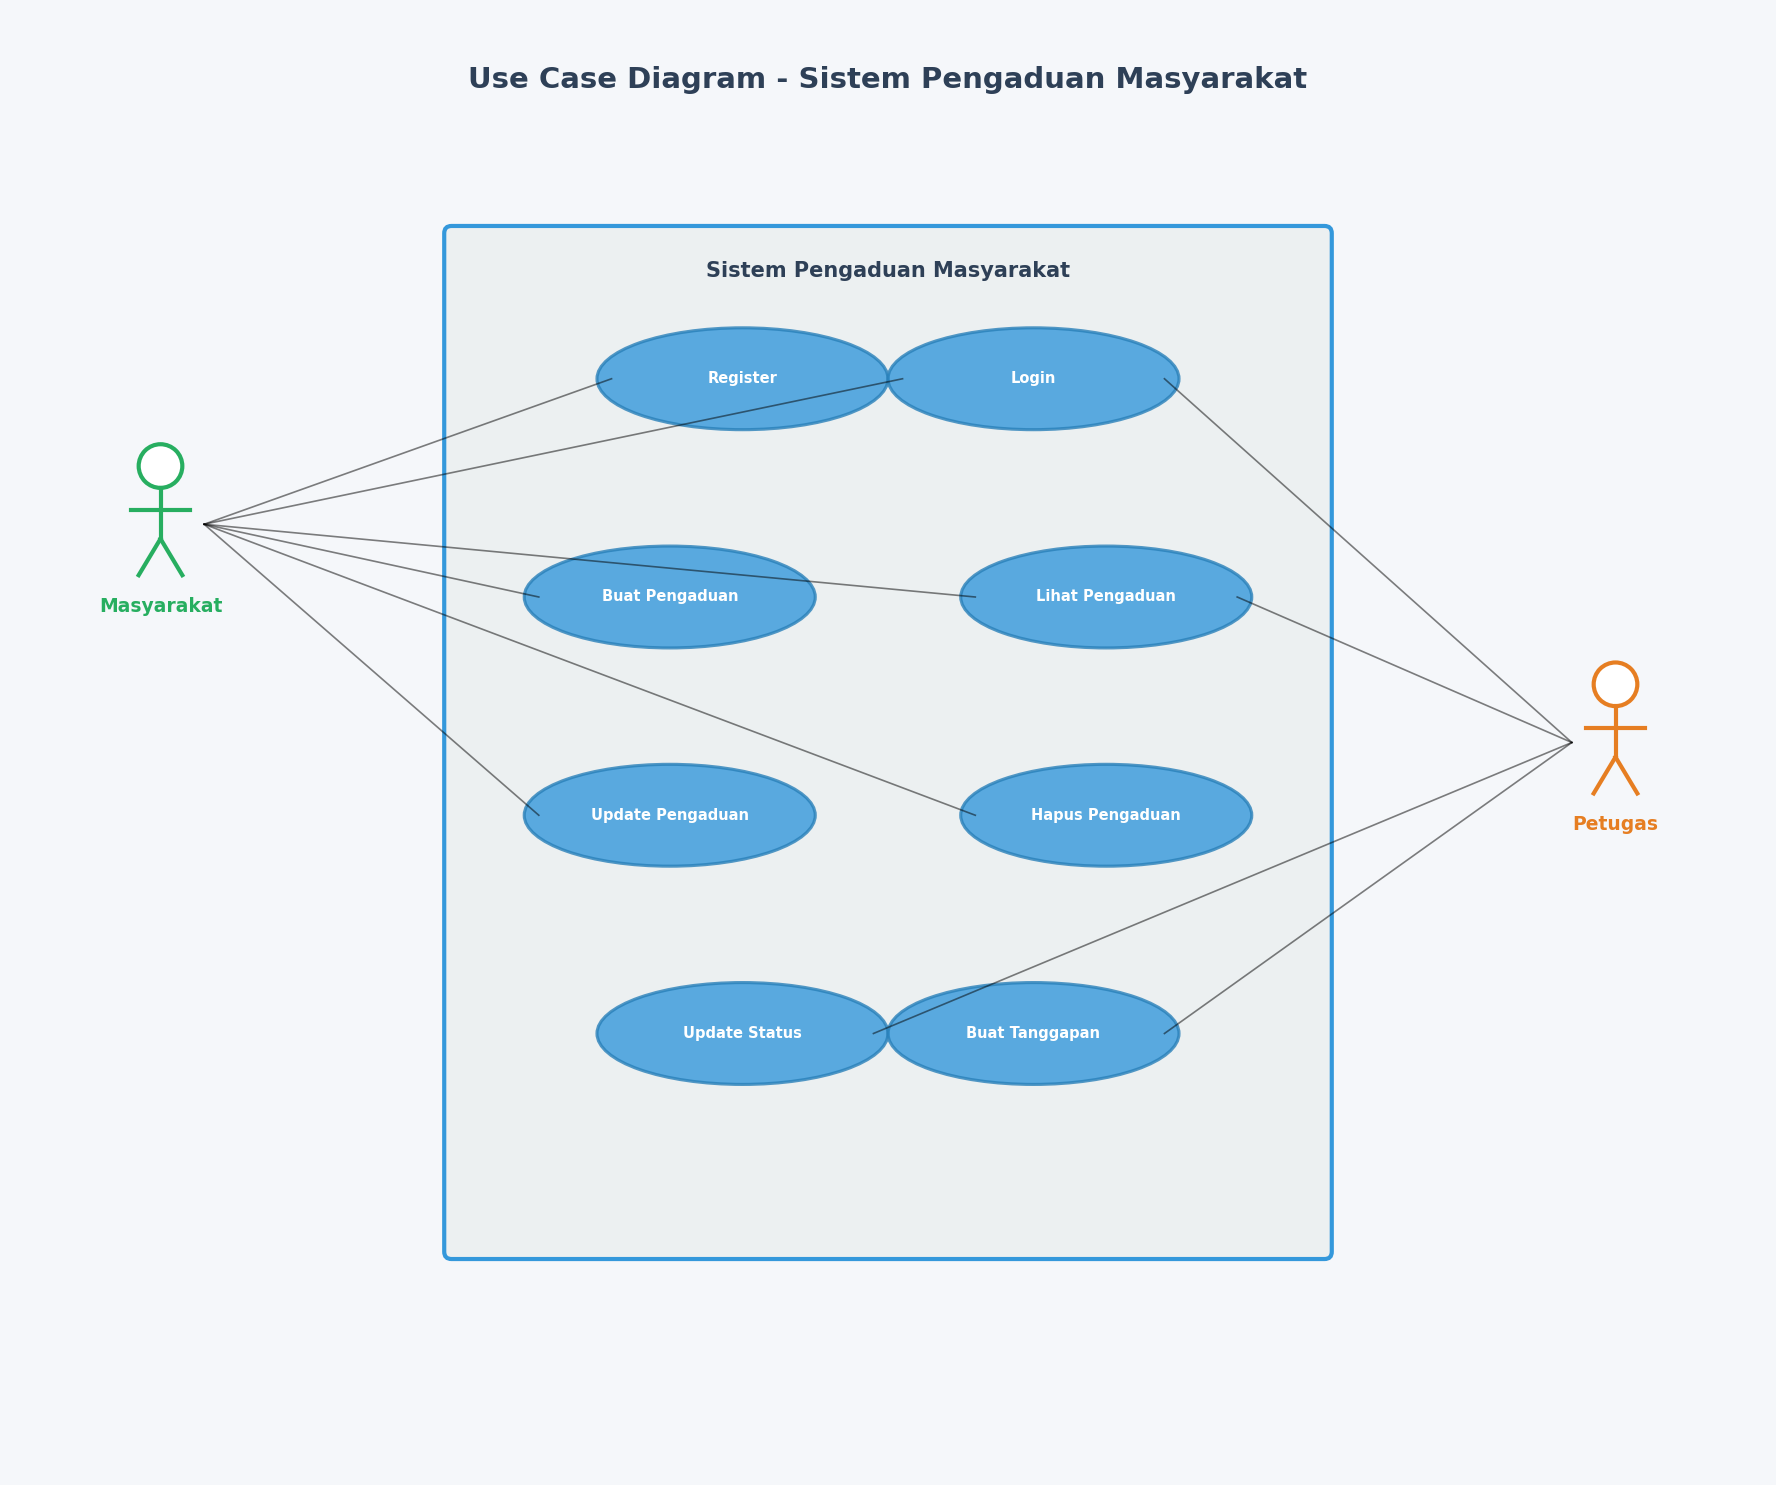 Use Case Diagram - Sistem Pengaduan Masyarakat
Sistem Pengaduan Masyarakat
Register
Login
Masyarakat
Buat Pengaduan
Lihat Pengaduan
Update Pengaduan
Hapus Pengaduan
Petugas
Update Status
Buat Tanggapan